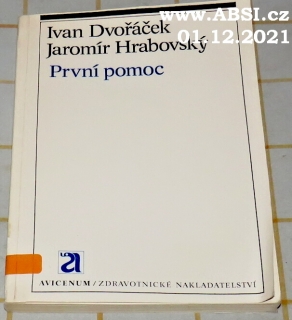 www.ABSI.cz
01.12.2021
Ivan Dvořáček
Jaromír Hrabovský
První pomoc
AVICENUM/ZDRAVOTNICKÉ NAKLADATELSTVÍ